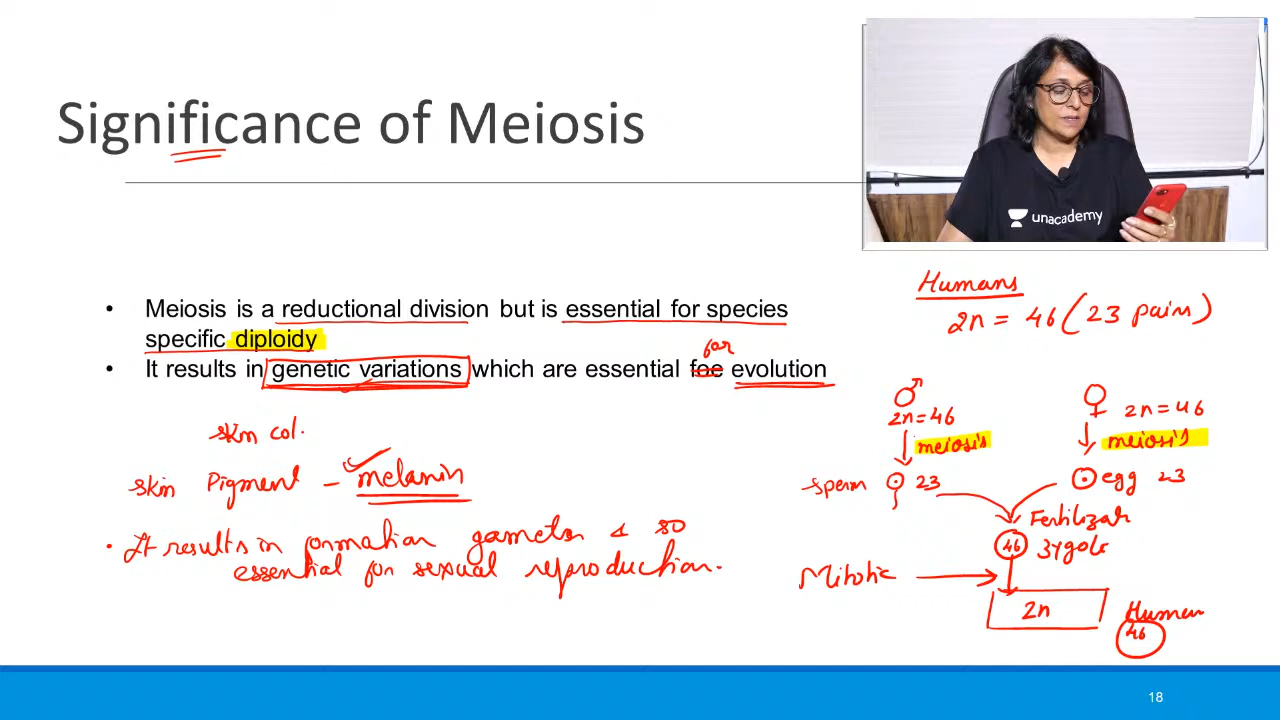 Significance of Meiosis
unacademy
• Meiosis is a reductional division but is essential for species
specific diploidy
for
• It results in genetic variations which are essential foe evolution
skin col.
skin Pigment - melanin
• It results in formation gametes & so
essential for sexual reproduction.
Humans
2n = 46 (23 pairs)
♂ ♀
2n=46 2n=46
meiosis meiosis
sperm 23 egg 23
Fertilizan
46 zygote
Mitotic
2n Human
46
18